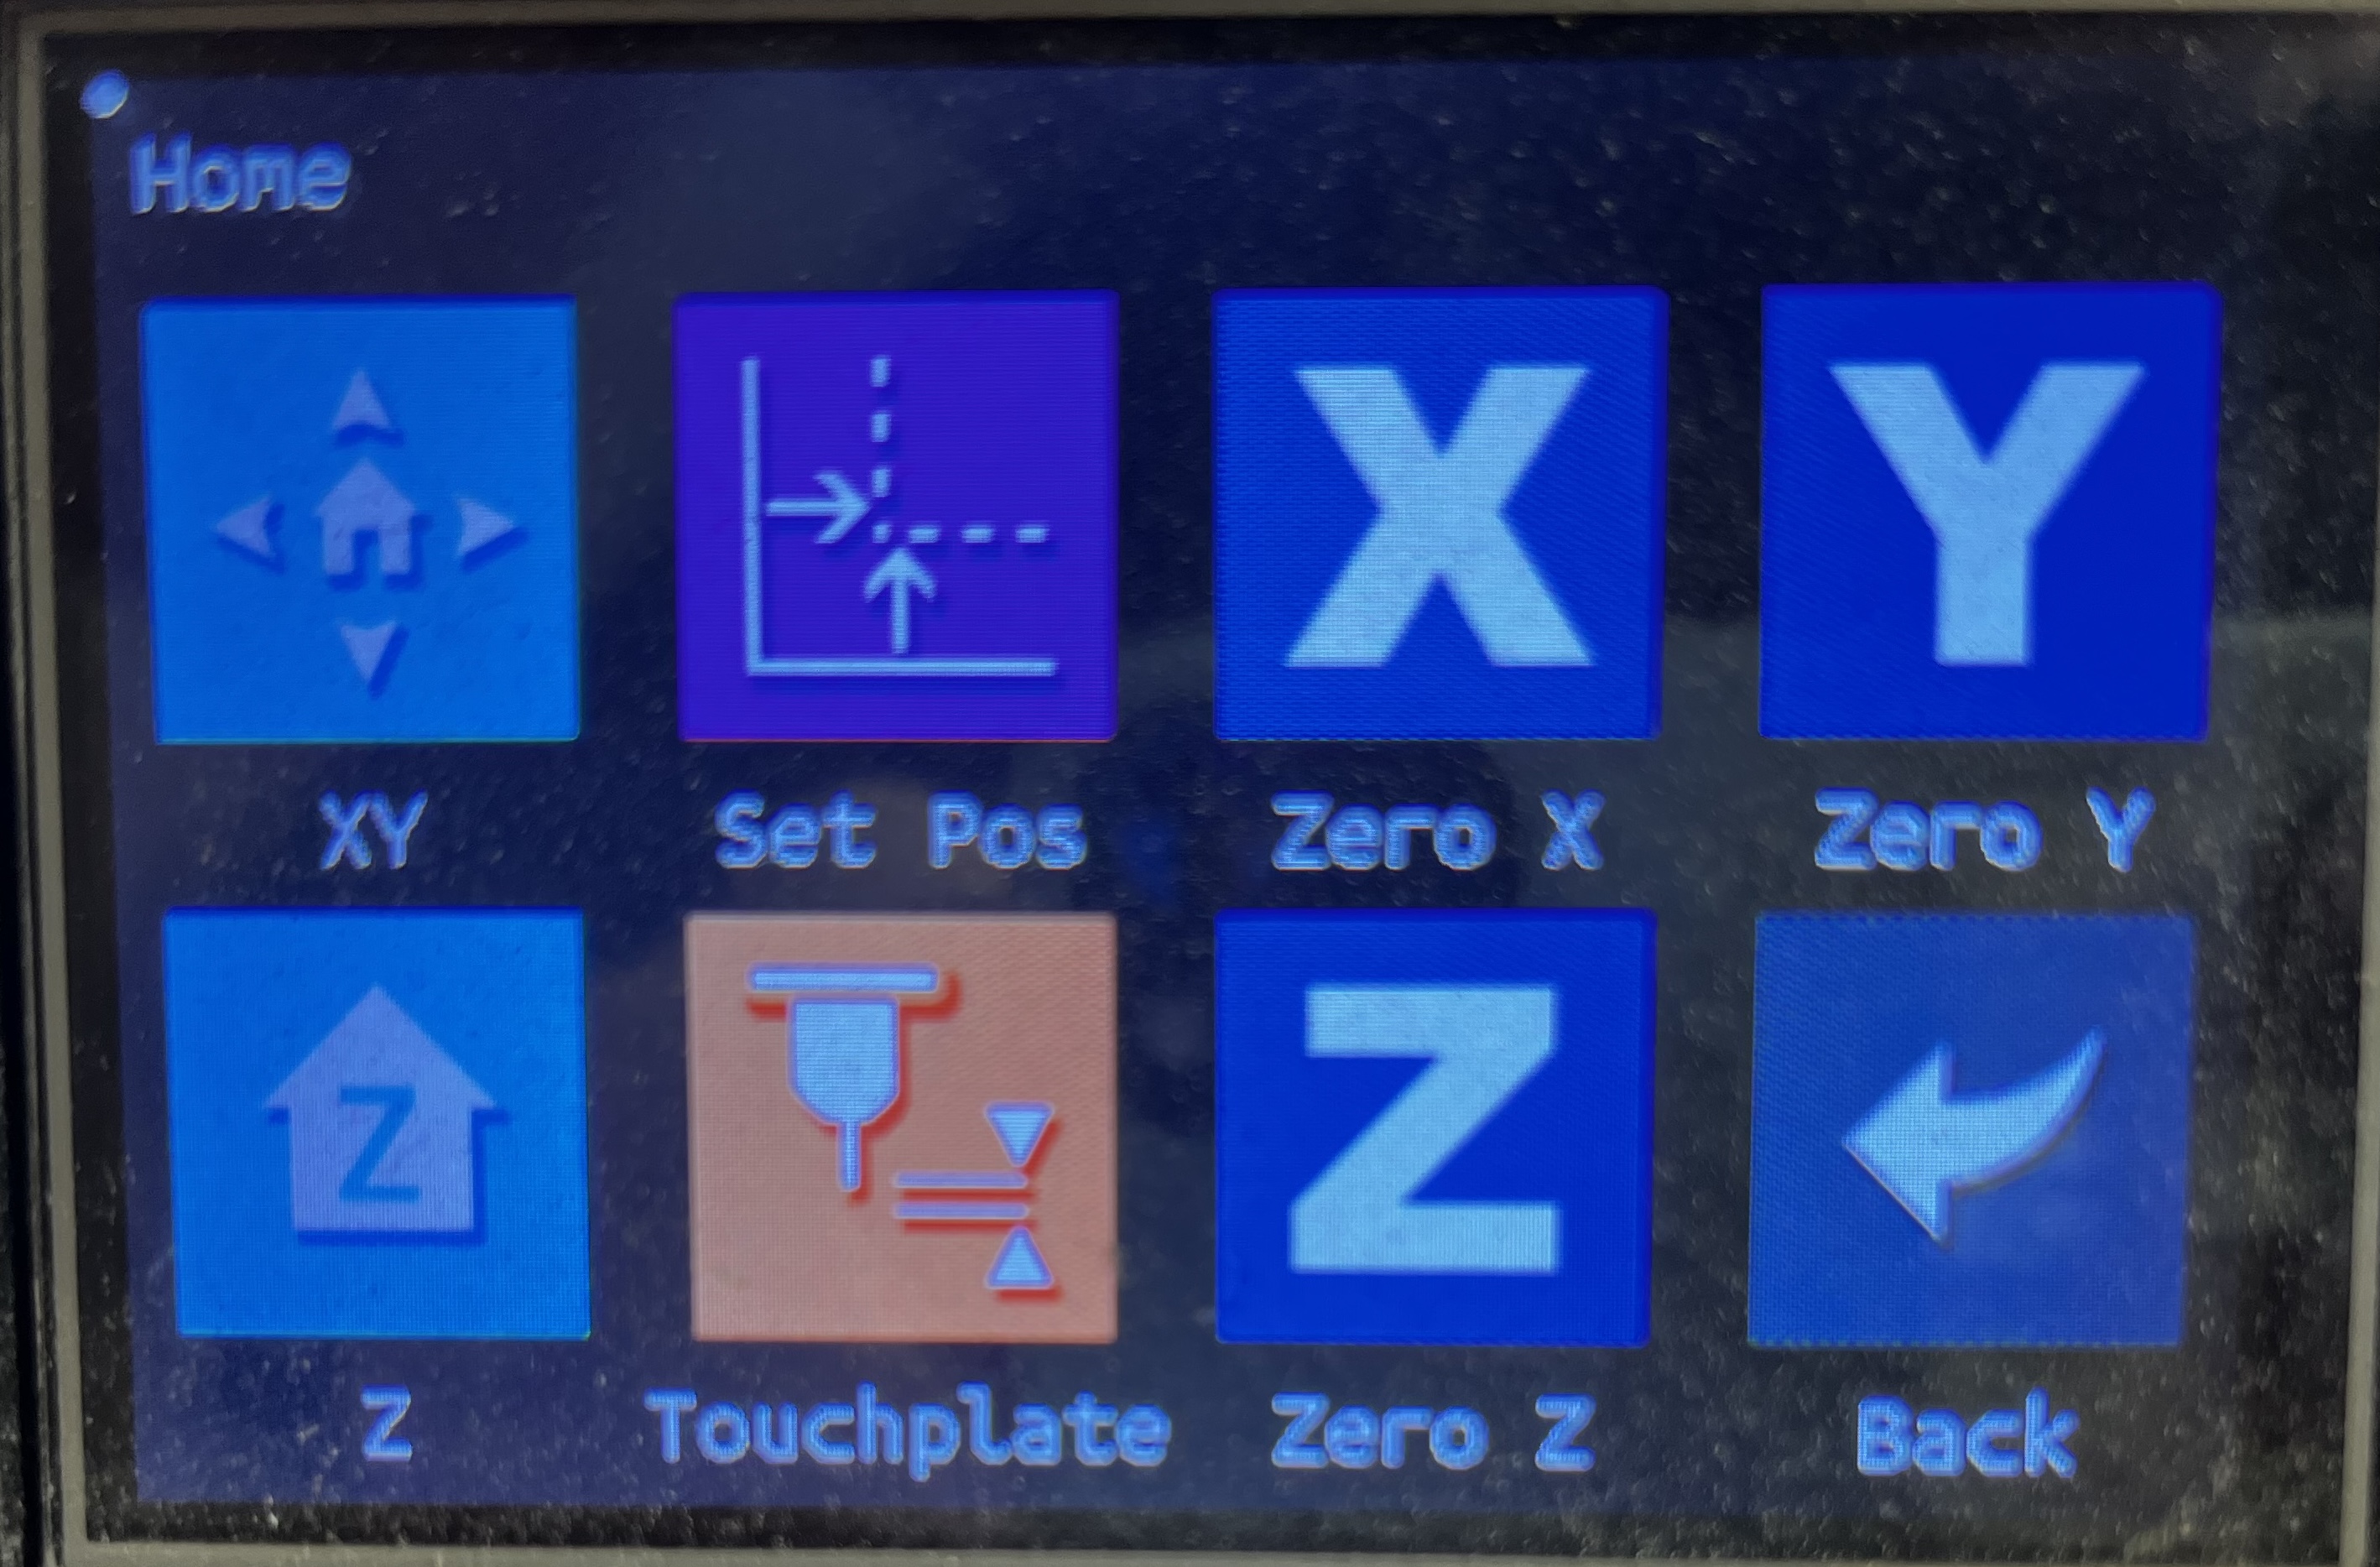 Home
X Y
XY Set Pos Zero X Zero Y
Z Z
Z Touchplate Zero Z Back